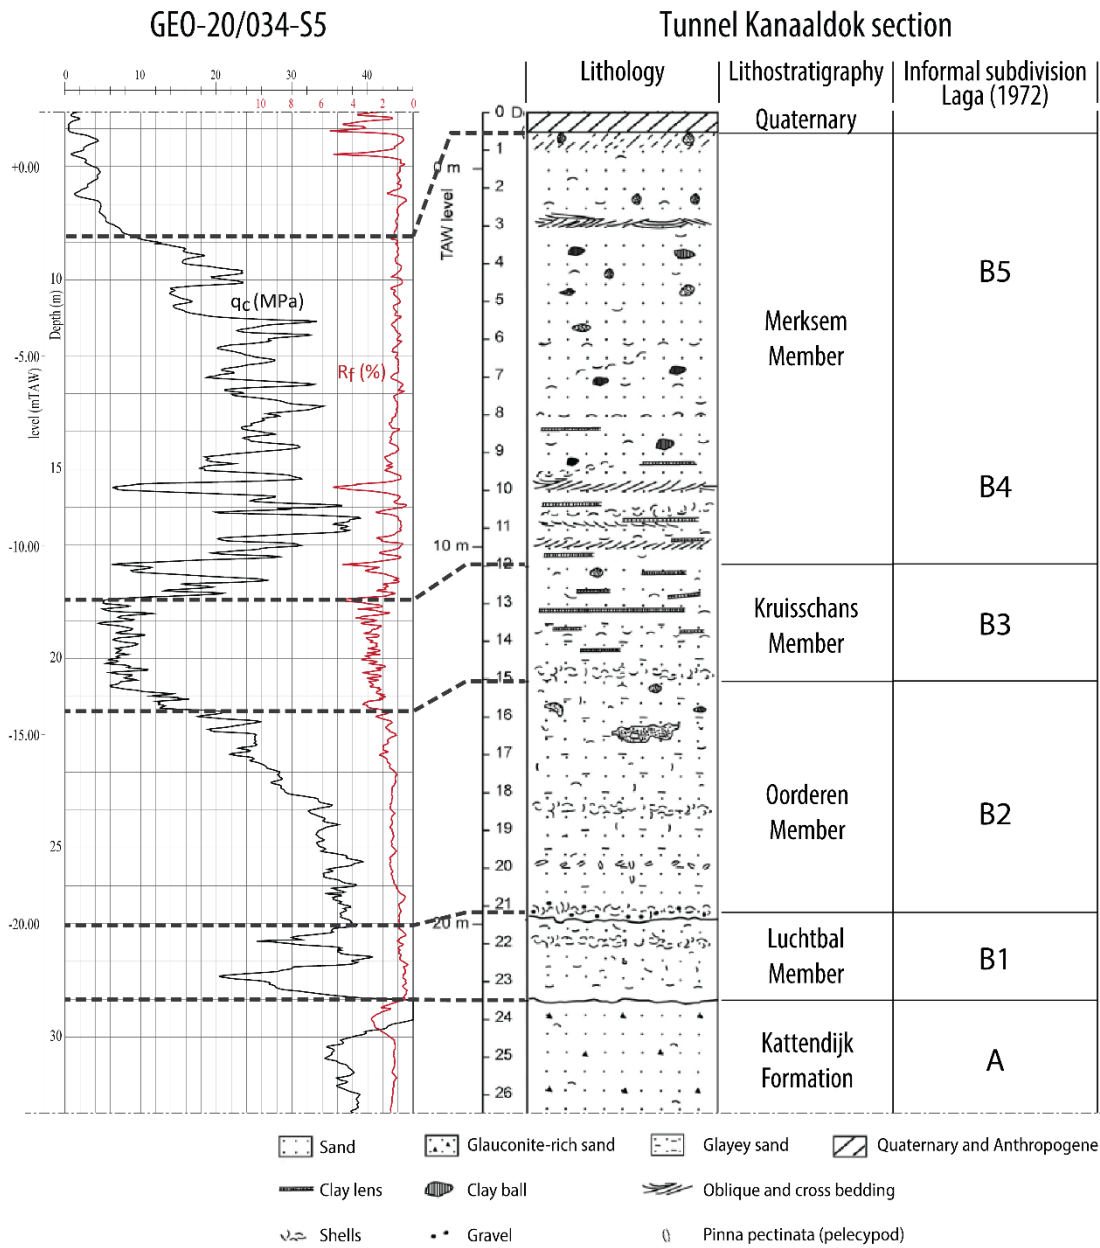 GEO-20/034-S5
Tunnel Kanaaldok section
Lithology
Lithostratigraphy
Informal subdivision
Laga (1972)
0
10
20
30
40
10
8
6
4
2
0
+0.00
10
-5.00
15
-10.00
20
-15.00
25
-20.00
30
Depth (m)
level (mTAW)
qc (MPa)
Rf (%)
TAW level
0 m
10 m
20 m
0
1
2
3
4
5
6
7
8
9
10
11
12
13
14
15
16
17
18
19
20
21
22
23
24
25
26
Quaternary
Merksem
Member
Kruisschans
Member
Oorderen
Member
Luchtbal
Member
Kattendijk
Formation
B5
B4
B3
B2
B1
A
Sand
Glauconite-rich sand
Glayey sand
Quaternary and Anthropogene
Clay lens
Clay ball
Oblique and cross bedding
Shells
Gravel
Pinna pectinata (pelecypod)